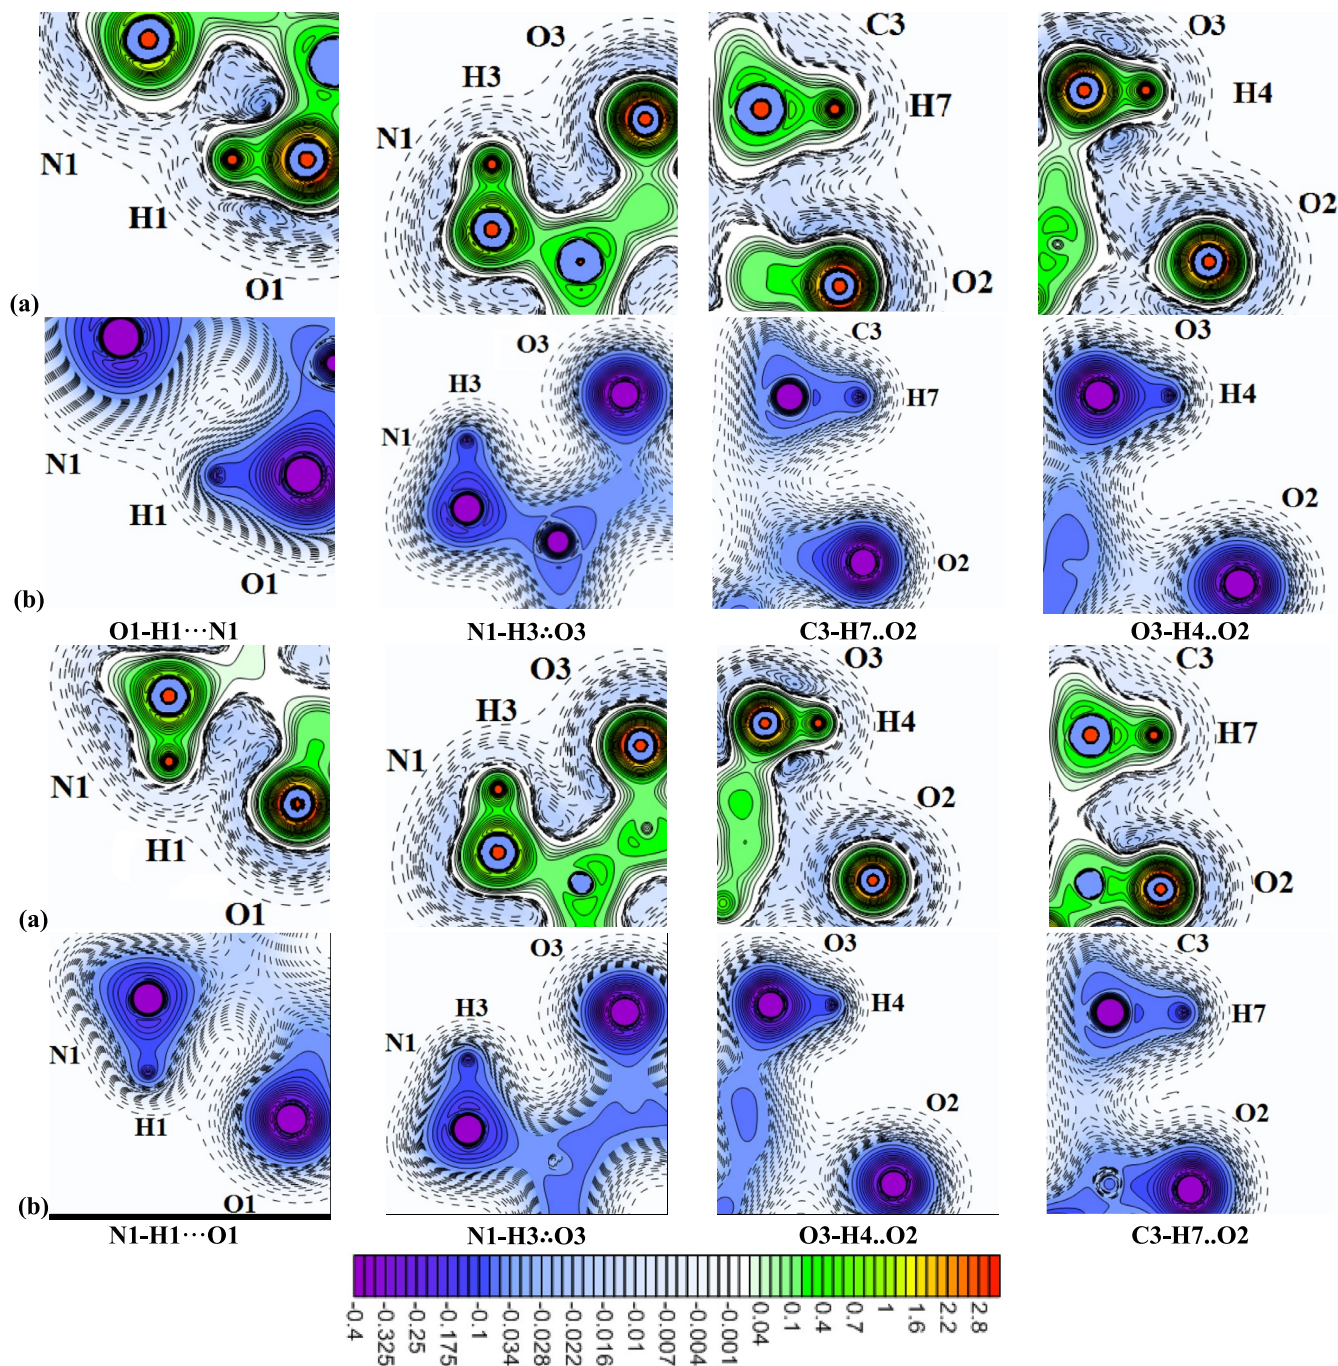 O3
C3
O3
H3
N1
H7
H4
N1
H1
O2
O2
O1
(a)
O3
C3
O3
H3
H7
H4
N1
N1
H1
O2
O2
O1
(b)
O1-H1···N1
N1-H3∴O3
C3-H7..O2
O3-H4..O2
O3
O3
C3
H3
H4
H7
N1
N1
O2
H1
O2
O1
(a)
O3
O3
C3
H3
H4
H7
N1
N1
H1
O2
O2
O1
(b)
N1-H1···O1
N1-H3∴O3
O3-H4..O2
C3-H7..O2
-0.4
-0.325
-0.25
-0.175
-0.1
-0.034
-0.028
-0.022
-0.016
-0.01
-0.007
-0.004
-0.001
0.04
0.1
0.4
0.7
1
1.6
2.2
2.8